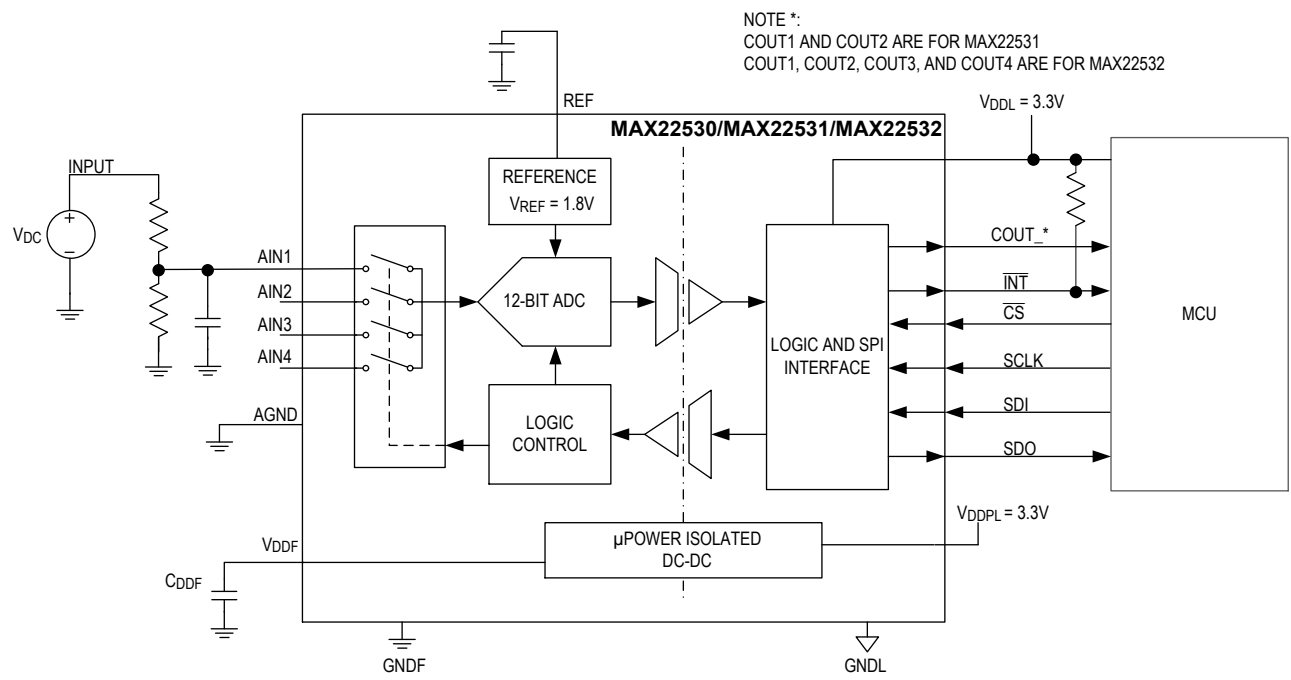 NOTE *:
COUT1 AND COUT2 ARE FOR MAX22531
COUT1, COUT2, COUT3, AND COUT4 ARE FOR MAX22532
VDDL = 3.3V
REF
MAX22530/MAX22531/MAX22532
INPUT
REFERENCE
VREF = 1.8V
VDC
COUT_*
AIN1
INT
AIN2
12-BIT ADC
CS
MCU
AIN3
LOGIC AND SPI
INTERFACE
AIN4
SCLK
AGND
LOGIC
CONTROL
SDI
SDO
VDDPL = 3.3V
VDDF
µPOWER ISOLATED
DC-DC
CDDF
GNDF
GNDL